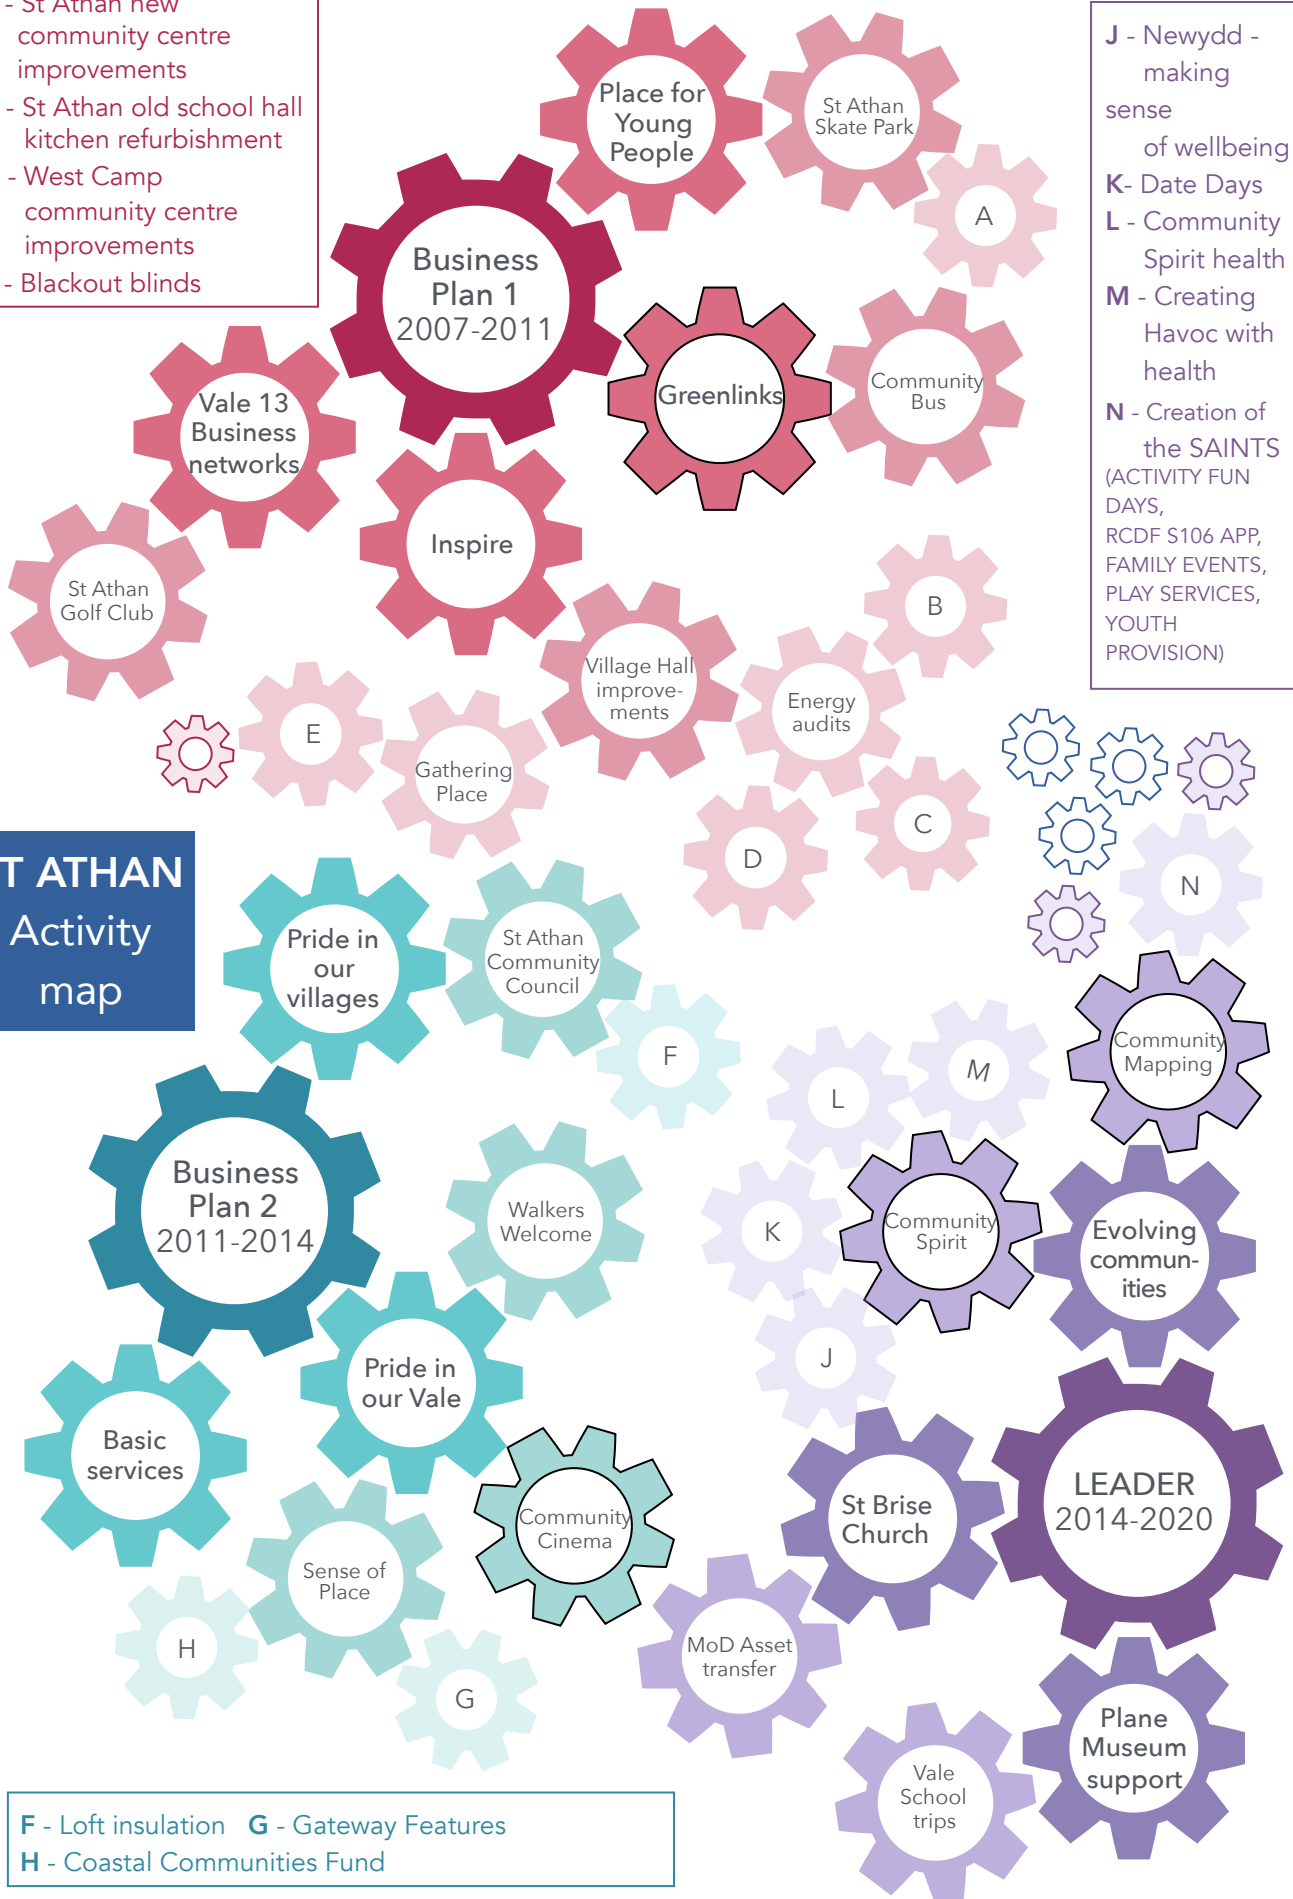 - St Athan new
community centre
improvements
- St Athan old school hall
kitchen refurbishment
- West Camp
community centre
improvements
- Blackout blinds
Place for
Young
People
St Athan
Skate Park
A
J - Newydd -
making
sense
of wellbeing
K- Date Days
L - Community
Spirit health
M - Creating
Havoc with
health
N - Creation of
the SAINTS
(ACTIVITY FUN
DAYS,
RCDF S106 APP,
FAMILY EVENTS,
PLAY SERVICES,
YOUTH
PROVISION)
Business
Plan 1
2007-2011
Greenlinks
Community
Bus
Vale 13
Business
networks
Inspire
St Athan
Golf Club
B
Village Hall
improve-
ments
Energy
audits
E
Gathering
Place
C
D
N
T ATHAN
Activity
map
Pride in
our
villages
St Athan
Community
Council
F
L
M
Community
Mapping
Business
Plan 2
2011-2014
Walkers
Welcome
K
Community
Spirit
Evolving
commun-
ities
J
Pride in
our Vale
Basic
services
Community
Cinema
St Brise
Church
LEADER
2014-2020
Sense of
Place
H
G
MoD Asset
transfer
Plane
Museum
support
Vale
School
trips
F - Loft insulation G - Gateway Features
H - Coastal Communities Fund